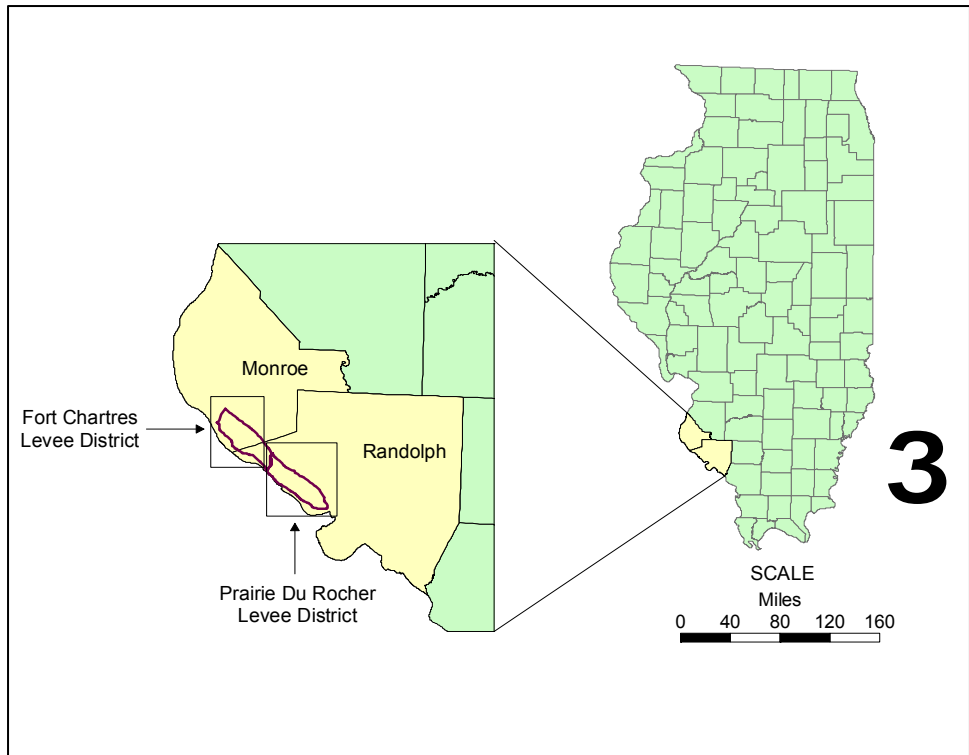 Monroe
Fort Chartres
Levee District
Randolph
Prairie Du Rocher
Levee District
3
SCALE
Miles
0 40 80 120 160